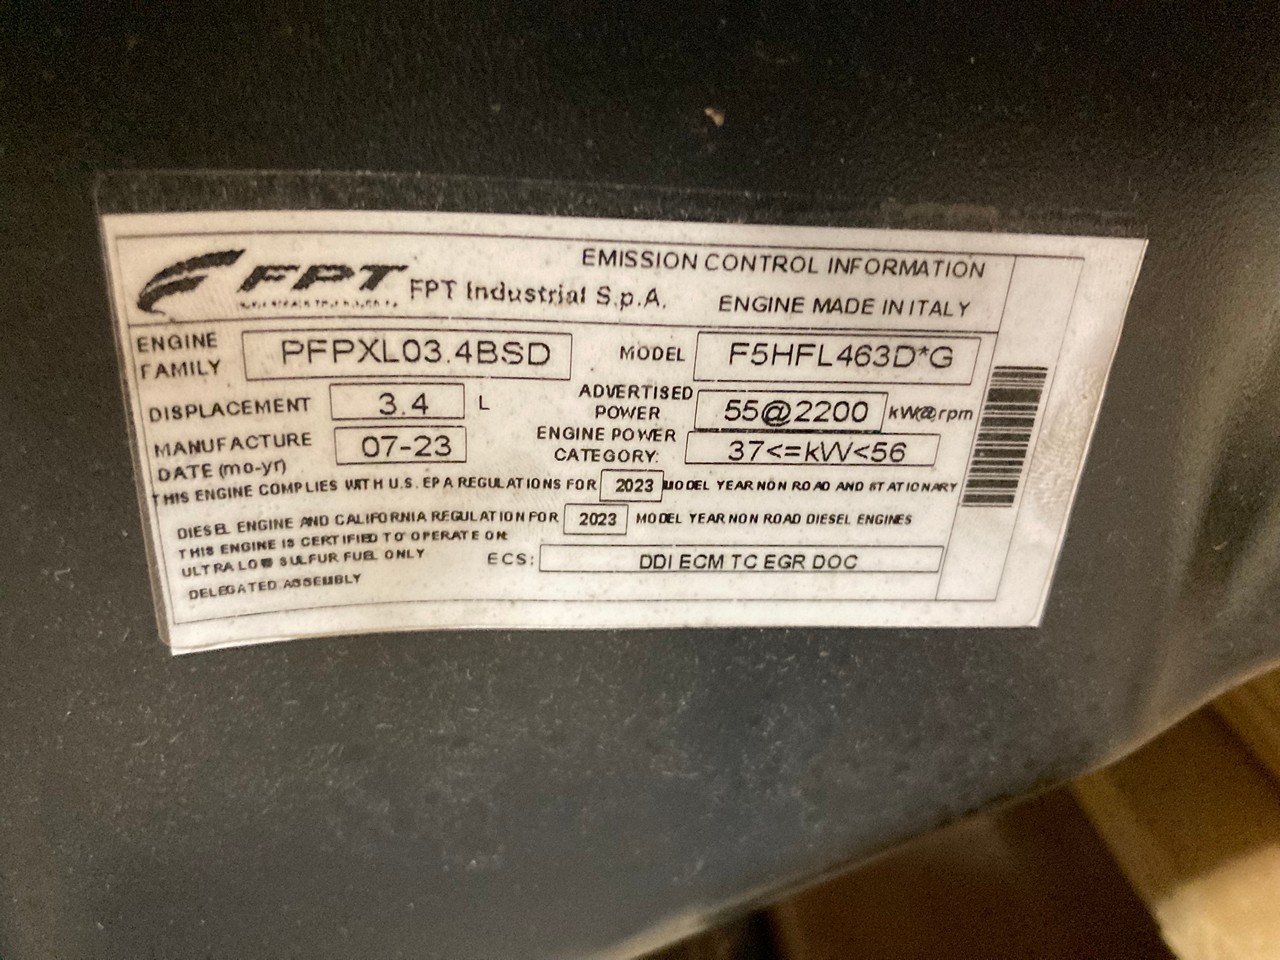 EMISSION CONTROL INFORMATION
FPT FPT Industrial S.p.A. ENGINE MADE IN ITALY
ENGINE FAMILY PFPXL03.4BSD MODEL F5HFL463D*G
DISPLACEMENT 3.4 L ADVERTISED POWER 55@2200 kW@rpm
MANUFACTURE DATE (mo-yr) 07-23 ENGINE POWER CATEGORY: 37<=kW<56
THIS ENGINE COMPLIES WITH U.S. EPA REGULATIONS FOR 2023 MODEL YEAR NON ROAD AND STATIONARY
DIESEL ENGINE AND CALIFORNIA REGULATION FOR 2023 MODEL YEAR NON ROAD DIESEL ENGINES
THIS ENGINE IS CERTIFIED TO OPERATE ON
ULTRA LOW SULFUR FUEL ONLY ECS: DDI ECM TC EGR DOC
DELEGATED ASSEMBLY